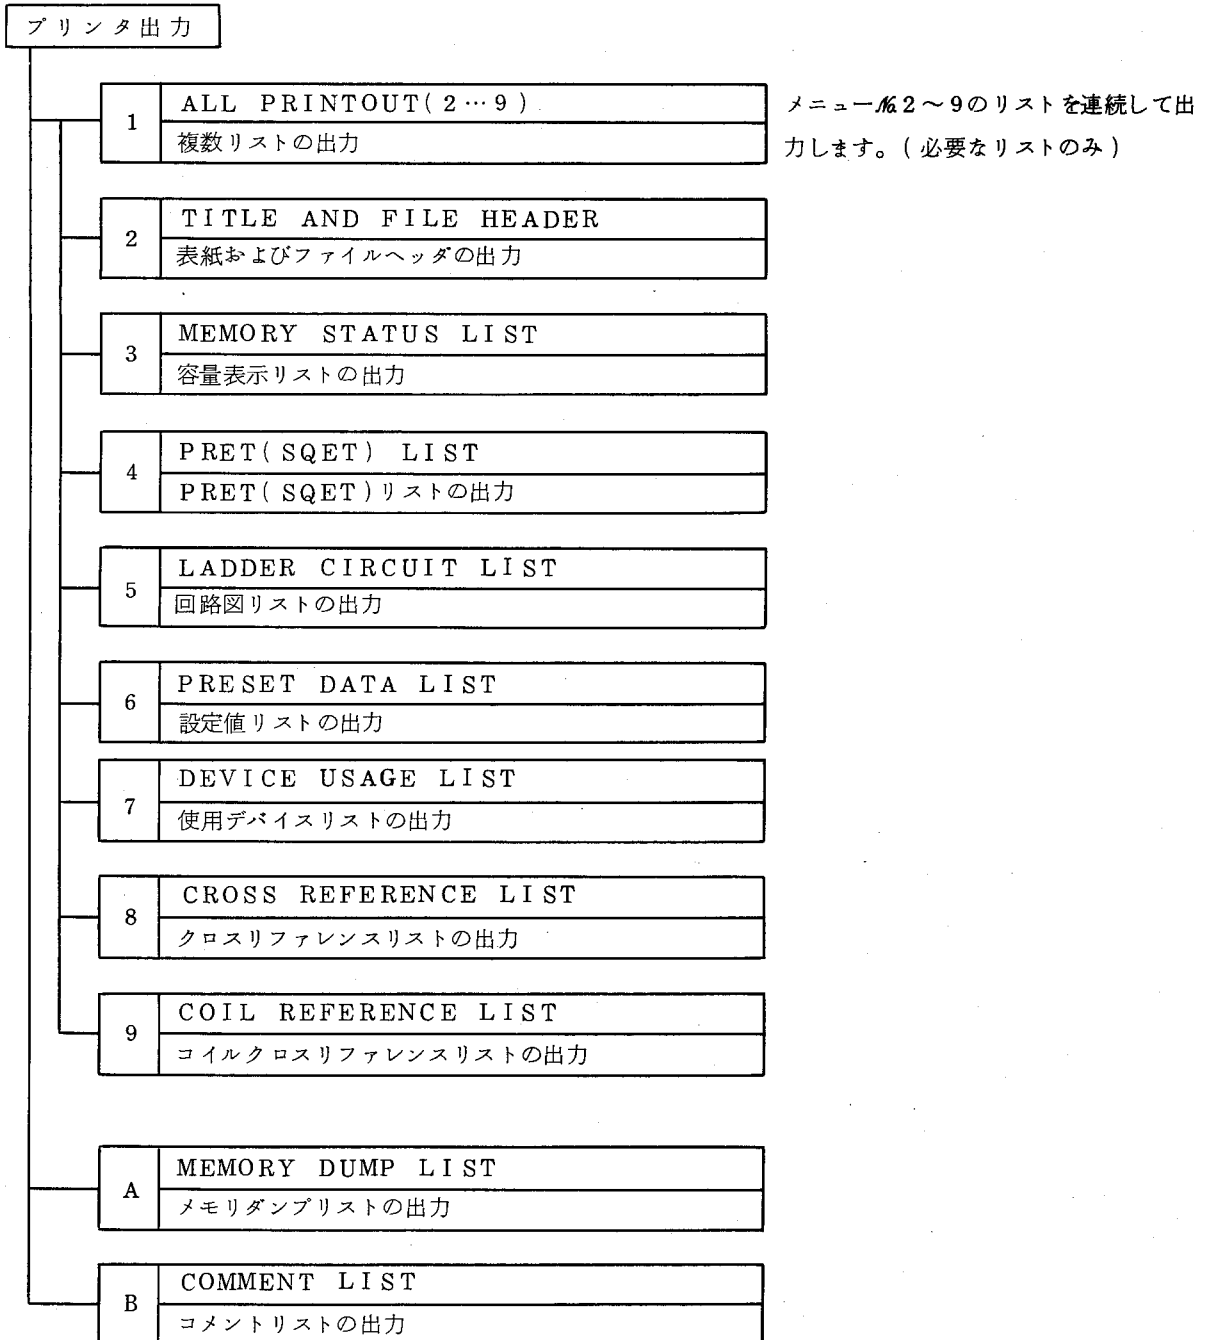 プリンタ出力
1
ALL PRINTOUT(2…9)
複数リストの出力
メニュー№2～9のリストを連続して出
力します。(必要なリストのみ)
2
TITLE AND FILE HEADER
表紙およびファイルヘッダの出力
3
MEMORY STATUS LIST
容量表示リストの出力
4
PRET(SQET) LIST
PRET(SQET)リストの出力
5
LADDER CIRCUIT LIST
回路図リストの出力
6
PRESET DATA LIST
設定値リストの出力
7
DEVICE USAGE LIST
使用デバイスリストの出力
8
CROSS REFERENCE LIST
クロスリファレンスリストの出力
9
COIL REFERENCE LIST
コイルクロスリファレンスリストの出力
A
MEMORY DUMP LIST
メモリダンプリストの出力
B
COMMENT LIST
コメントリストの出力